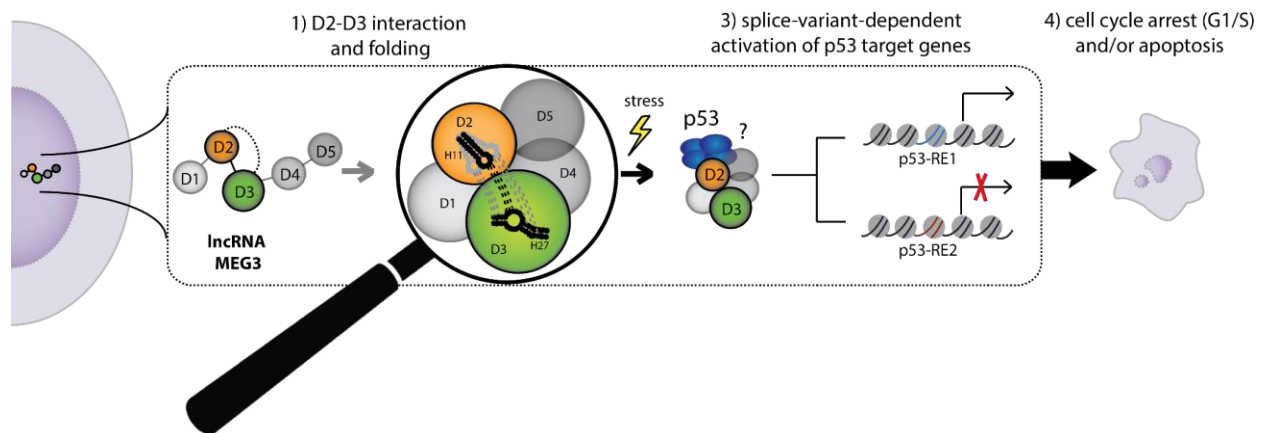 1) D2-D3 interaction
and folding
3) splice-variant-dependent
activation of p53 target genes
4) cell cycle arrest (G1/S)
and/or apoptosis
D1
D2
D3
D4
D5
lncRNA
MEG3
D2
H11
D5
D4
D1
D3
H27
stress
p53
?
D2
D3
p53-RE1
p53-RE2